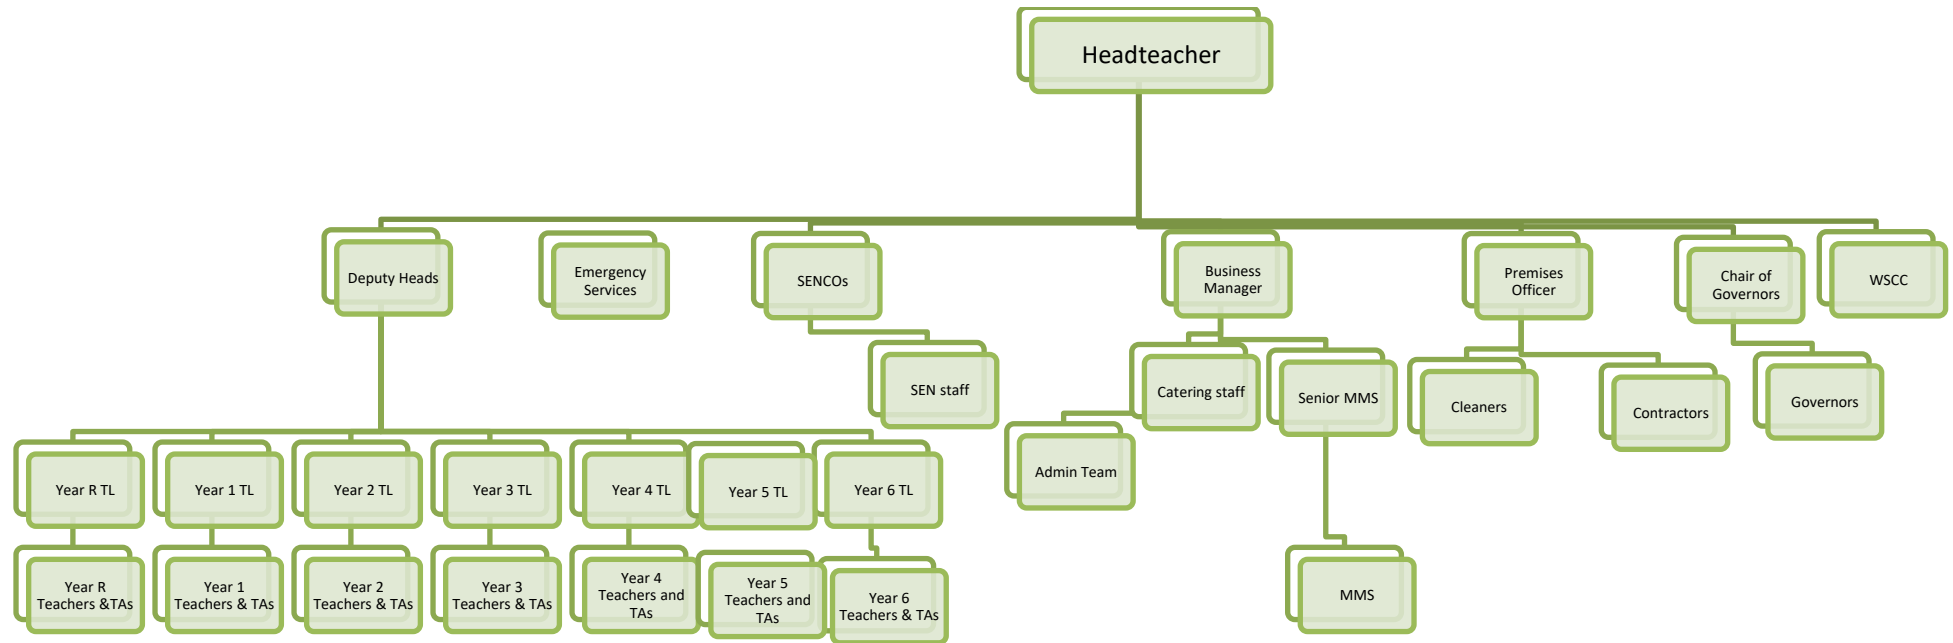 Headteacher
Deputy Heads
Emergency
Services
SENCOs
Business
Manager
Premises
Officer
Chair of
Governors
WSCC
SEN staff
Catering staff
Senior MMS
Cleaners
Contractors
Governors
Admin Team
Year R TL
Year 1 TL
Year 2 TL
Year 3 TL
Year 4 TL
Year 5 TL
Year 6 TL
Year R
Teachers &TAs
Year 1
Teachers & TAs
Year 2
Teachers & TAs
Year 3
Teachers & TAs
Year 4
Teachers and
TAs
Year 5
Teachers and
TAs
Year 6
Teachers & TAs
MMS